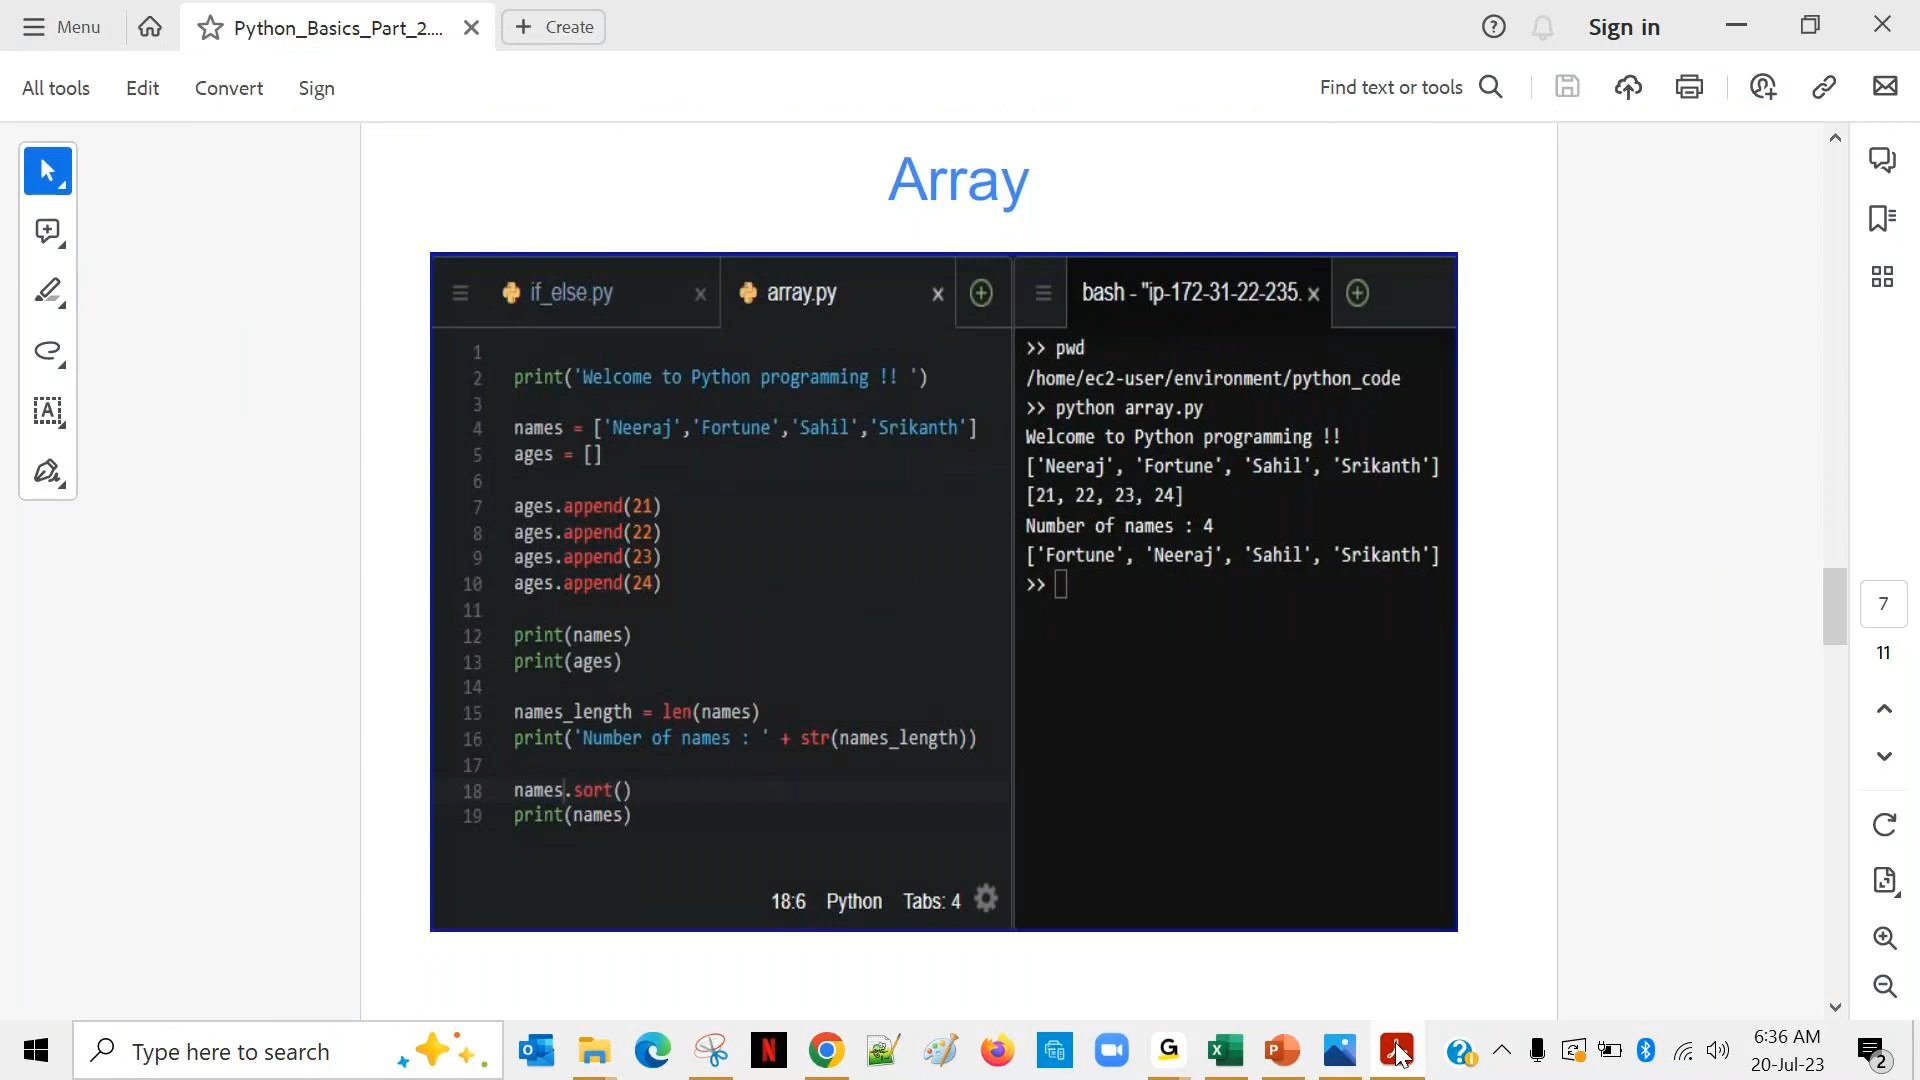 Menu
Python_Basics_Part_2....
Create
Sign in
All tools
Edit
Convert
Sign
Find text or tools
Array
if_else.py
array.py
bash - "ip-172-31-22-235.
1
2 print('Welcome to Python programming !! ')
3
4 names = ['Neeraj','Fortune','Sahil','Srikanth']
5 ages = []
6
7 ages.append(21)
8 ages.append(22)
9 ages.append(23)
10 ages.append(24)
11
12 print(names)
13 print(ages)
14
15 names_length = len(names)
16 print('Number of names : ' + str(names_length))
17
18 names.sort()
19 print(names)
18:6 Python Tabs: 4
>> pwd
/home/ec2-user/environment/python_code
>> python array.py
Welcome to Python programming !!
['Neeraj', 'Fortune', 'Sahil', 'Srikanth']
[21, 22, 23, 24]
Number of names : 4
['Fortune', 'Neeraj', 'Sahil', 'Srikanth']
>>
7
11
Type here to search
6:36 AM
20-Jul-23
2